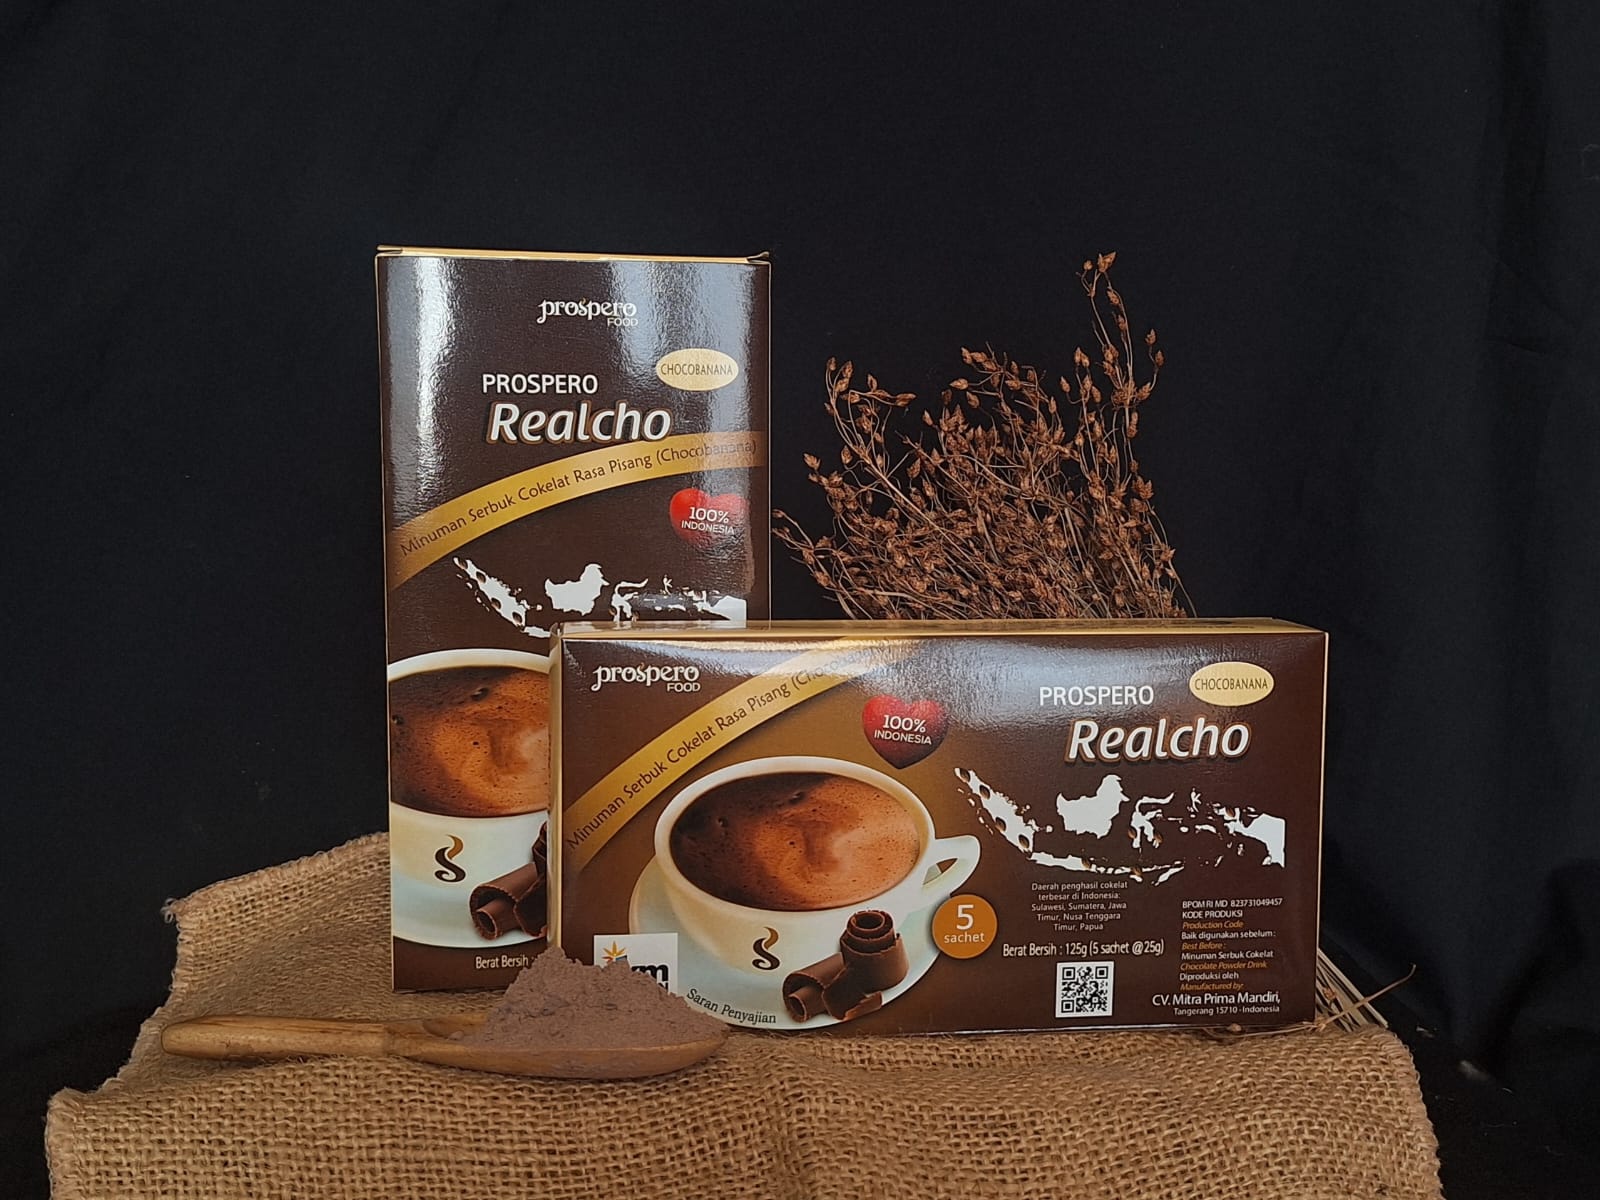 prospero
FOOD
CHOCOBANANA
PROSPERO
Realcho
Minuman Serbuk Cokelat Rasa Pisang (Chocobanana)
100%
INDONESIA
Berat Bersih :
prospero
FOOD
Minuman Serbuk Cokelat Rasa Pisang (Chocobanana)
100%
INDONESIA
PROSPERO
CHOCOBANANA
Realcho
5
sachet
Daerah penghasil cokelat
terbesar di Indonesia:
Sulawesi, Sumatera, Jawa
Timur, Nusa Tenggara
Timur, Papua
Berat Bersih : 125g (5 sachet @25g)
BPOM RI MD 823731049457
KODE PRODUKSI
Production Code
Baik digunakan sebelum :
Best Before :
Minuman Serbuk Cokelat
Chocolate Powder Drink
Diproduksi oleh
Manufactured by:
CV. Mitra Prima Mandiri,
Tangerang 15710 - Indonesia
Saran Penyajian